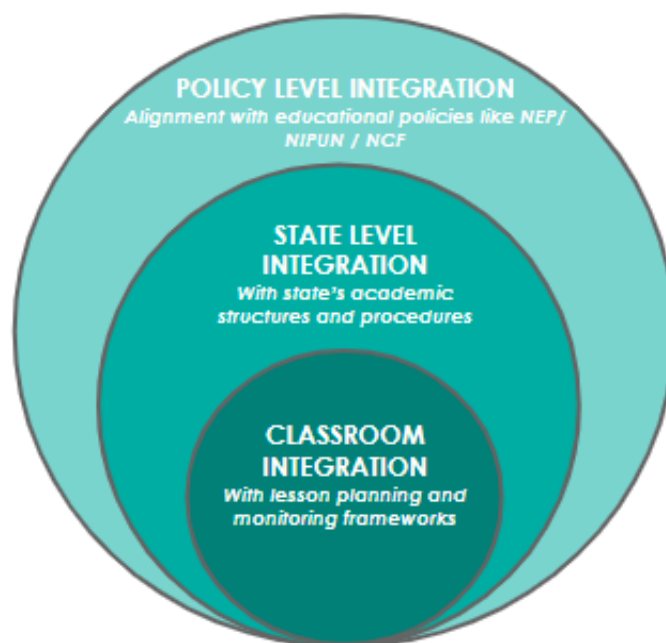 POLICY LEVEL INTEGRATION
Alignment with educational policies like NEP/
NIPUN / NCF
STATE LEVEL
INTEGRATION
With state's academic
structures and procedures
CLASSROOM
INTEGRATION
With lesson planning and
monitoring frameworks